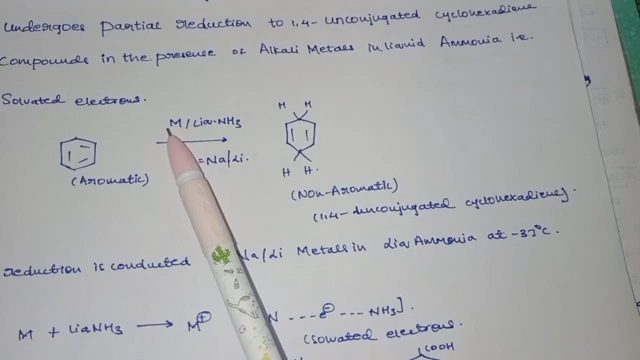 undergoes partial reduction to 1,4-unconjugated cyclohexadiene
compounds in the presence of Alkali Metals in liquid Ammonia i.e.
Solvated electrons.
M/Liq-NH3
=Na/Li.
(Aromatic)
H H
H H.
(Non-Aromatic)
(1,4-unconjugated cyclohexadiene).
reduction is conducted Na/Li Metals in Liq Ammonia at -33°c.
M + LiqNH3 → M⊕ N ---e⊖--- NH3].
(Solvated electrons.
COOH